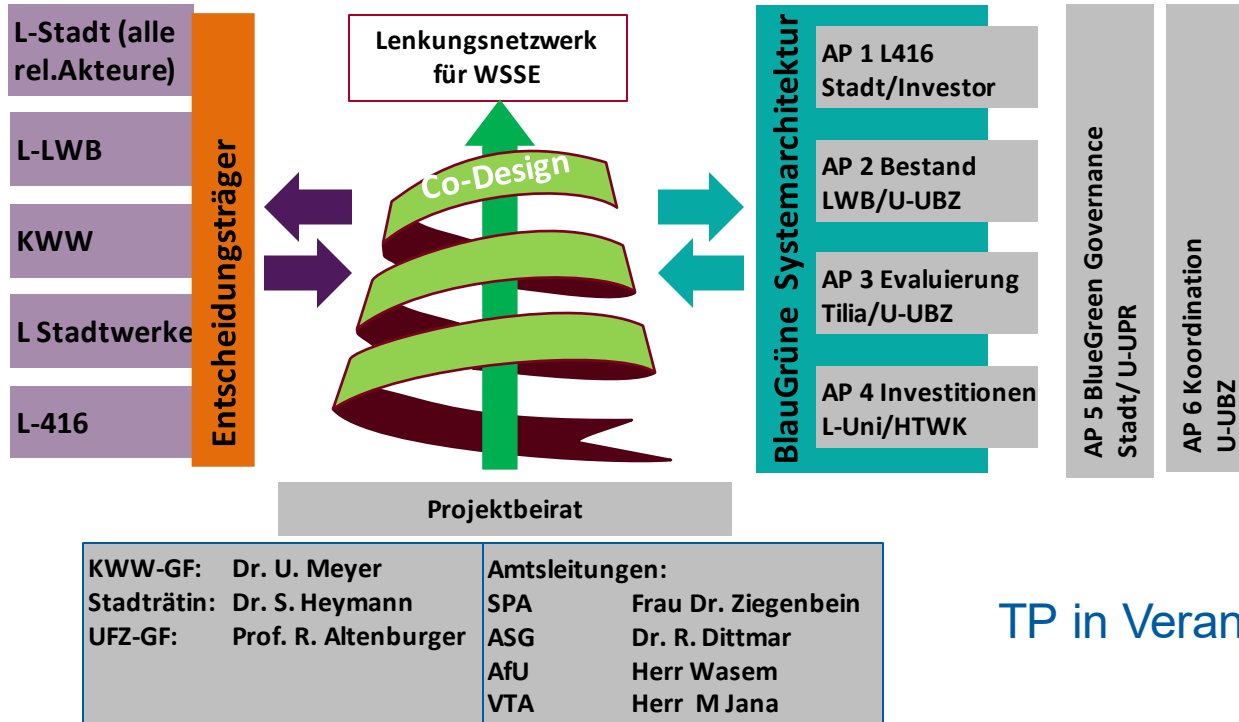 L-Stadt (alle
rel.Akteure)
L-LWB
KWW
L Stadtwerke
L-416
Entscheidungsträger
Lenkungsnetzwerk
für WSSE
Co-Design
BlauGrüne Systemarchitektur
AP 1 L416
Stadt/Investor
AP 2 Bestand
LWB/U-UBZ
AP 3 Evaluierung
Tilia/U-UBZ
AP 4 Investitionen
L-Uni/HTWK
AP 5 BlueGreen Governance
Stadt/ U-UPR
AP 6 Koordination
U-UBZ
Projektbeirat
KWW-GF: Dr. U. Meyer
Stadträtin: Dr. S. Heymann
UFZ-GF: Prof. R. Altenburger
Amtsleitungen:
SPA Frau Dr. Ziegenbein
ASG Dr. R. Dittmar
AfU Herr Wasem
VTA Herr M Jana
TP in Veran